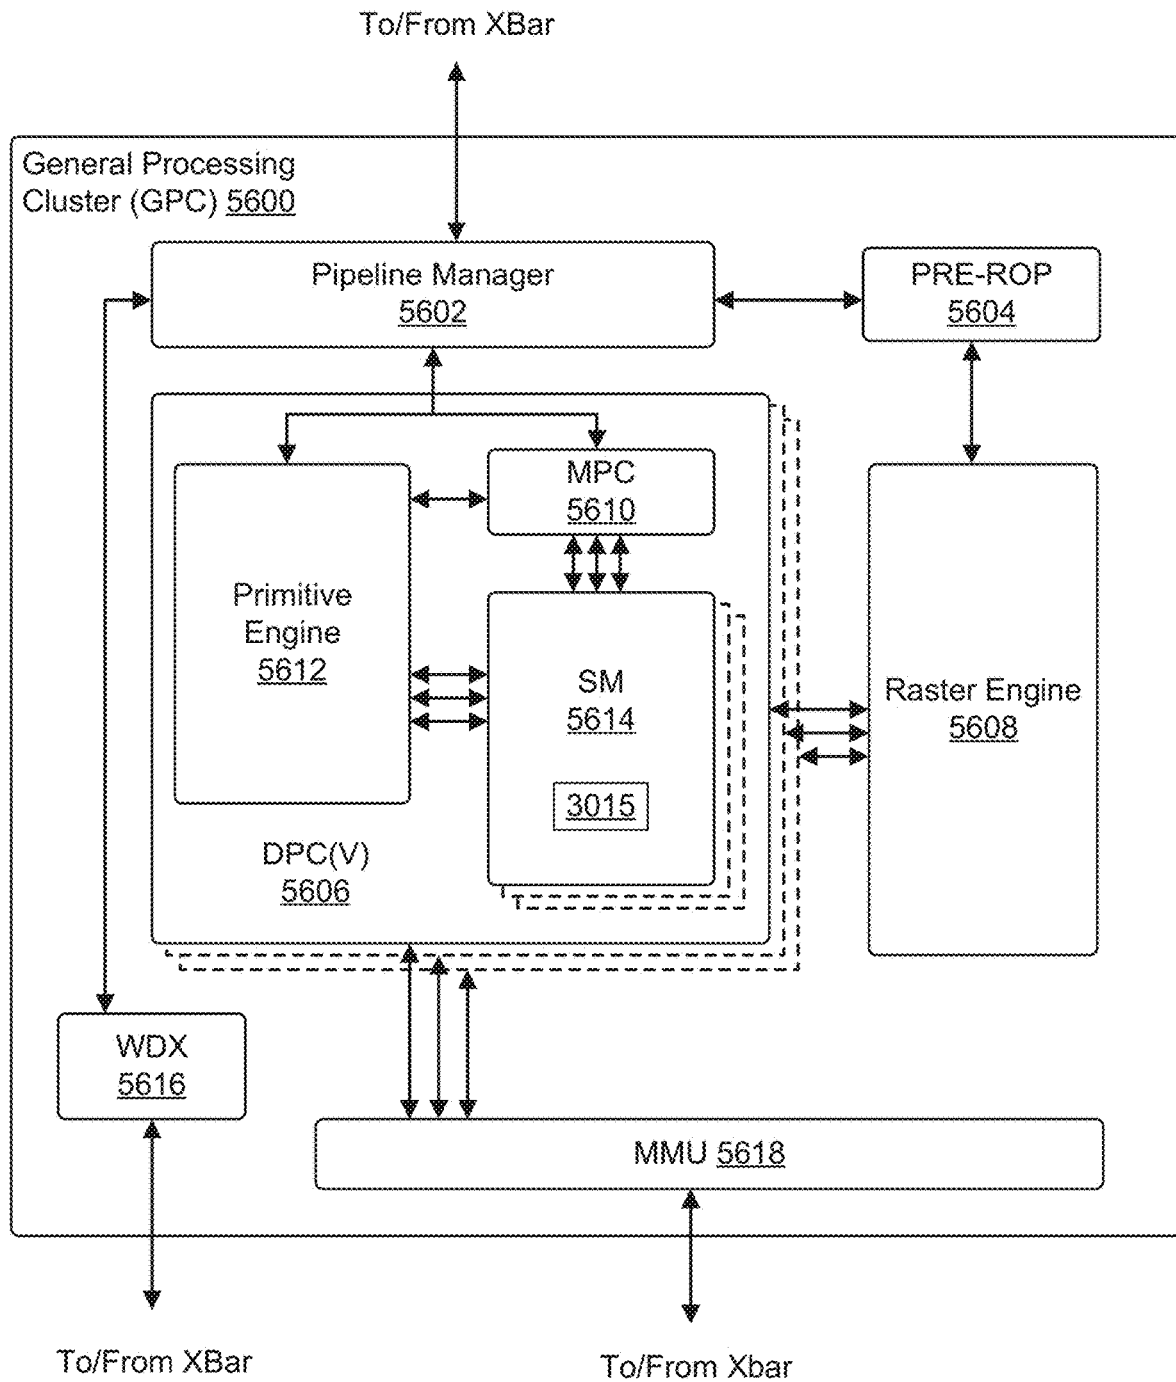 To/From XBar
General Processing
Cluster (GPC) 5600
Pipeline Manager
5602
PRE-ROP
5604
MPC
5610
Primitive
Engine
5612
SM
5614
3015
Raster Engine
5608
DPC(V)
5606
WDX
5616
MMU 5618
To/From XBar
To/From Xbar